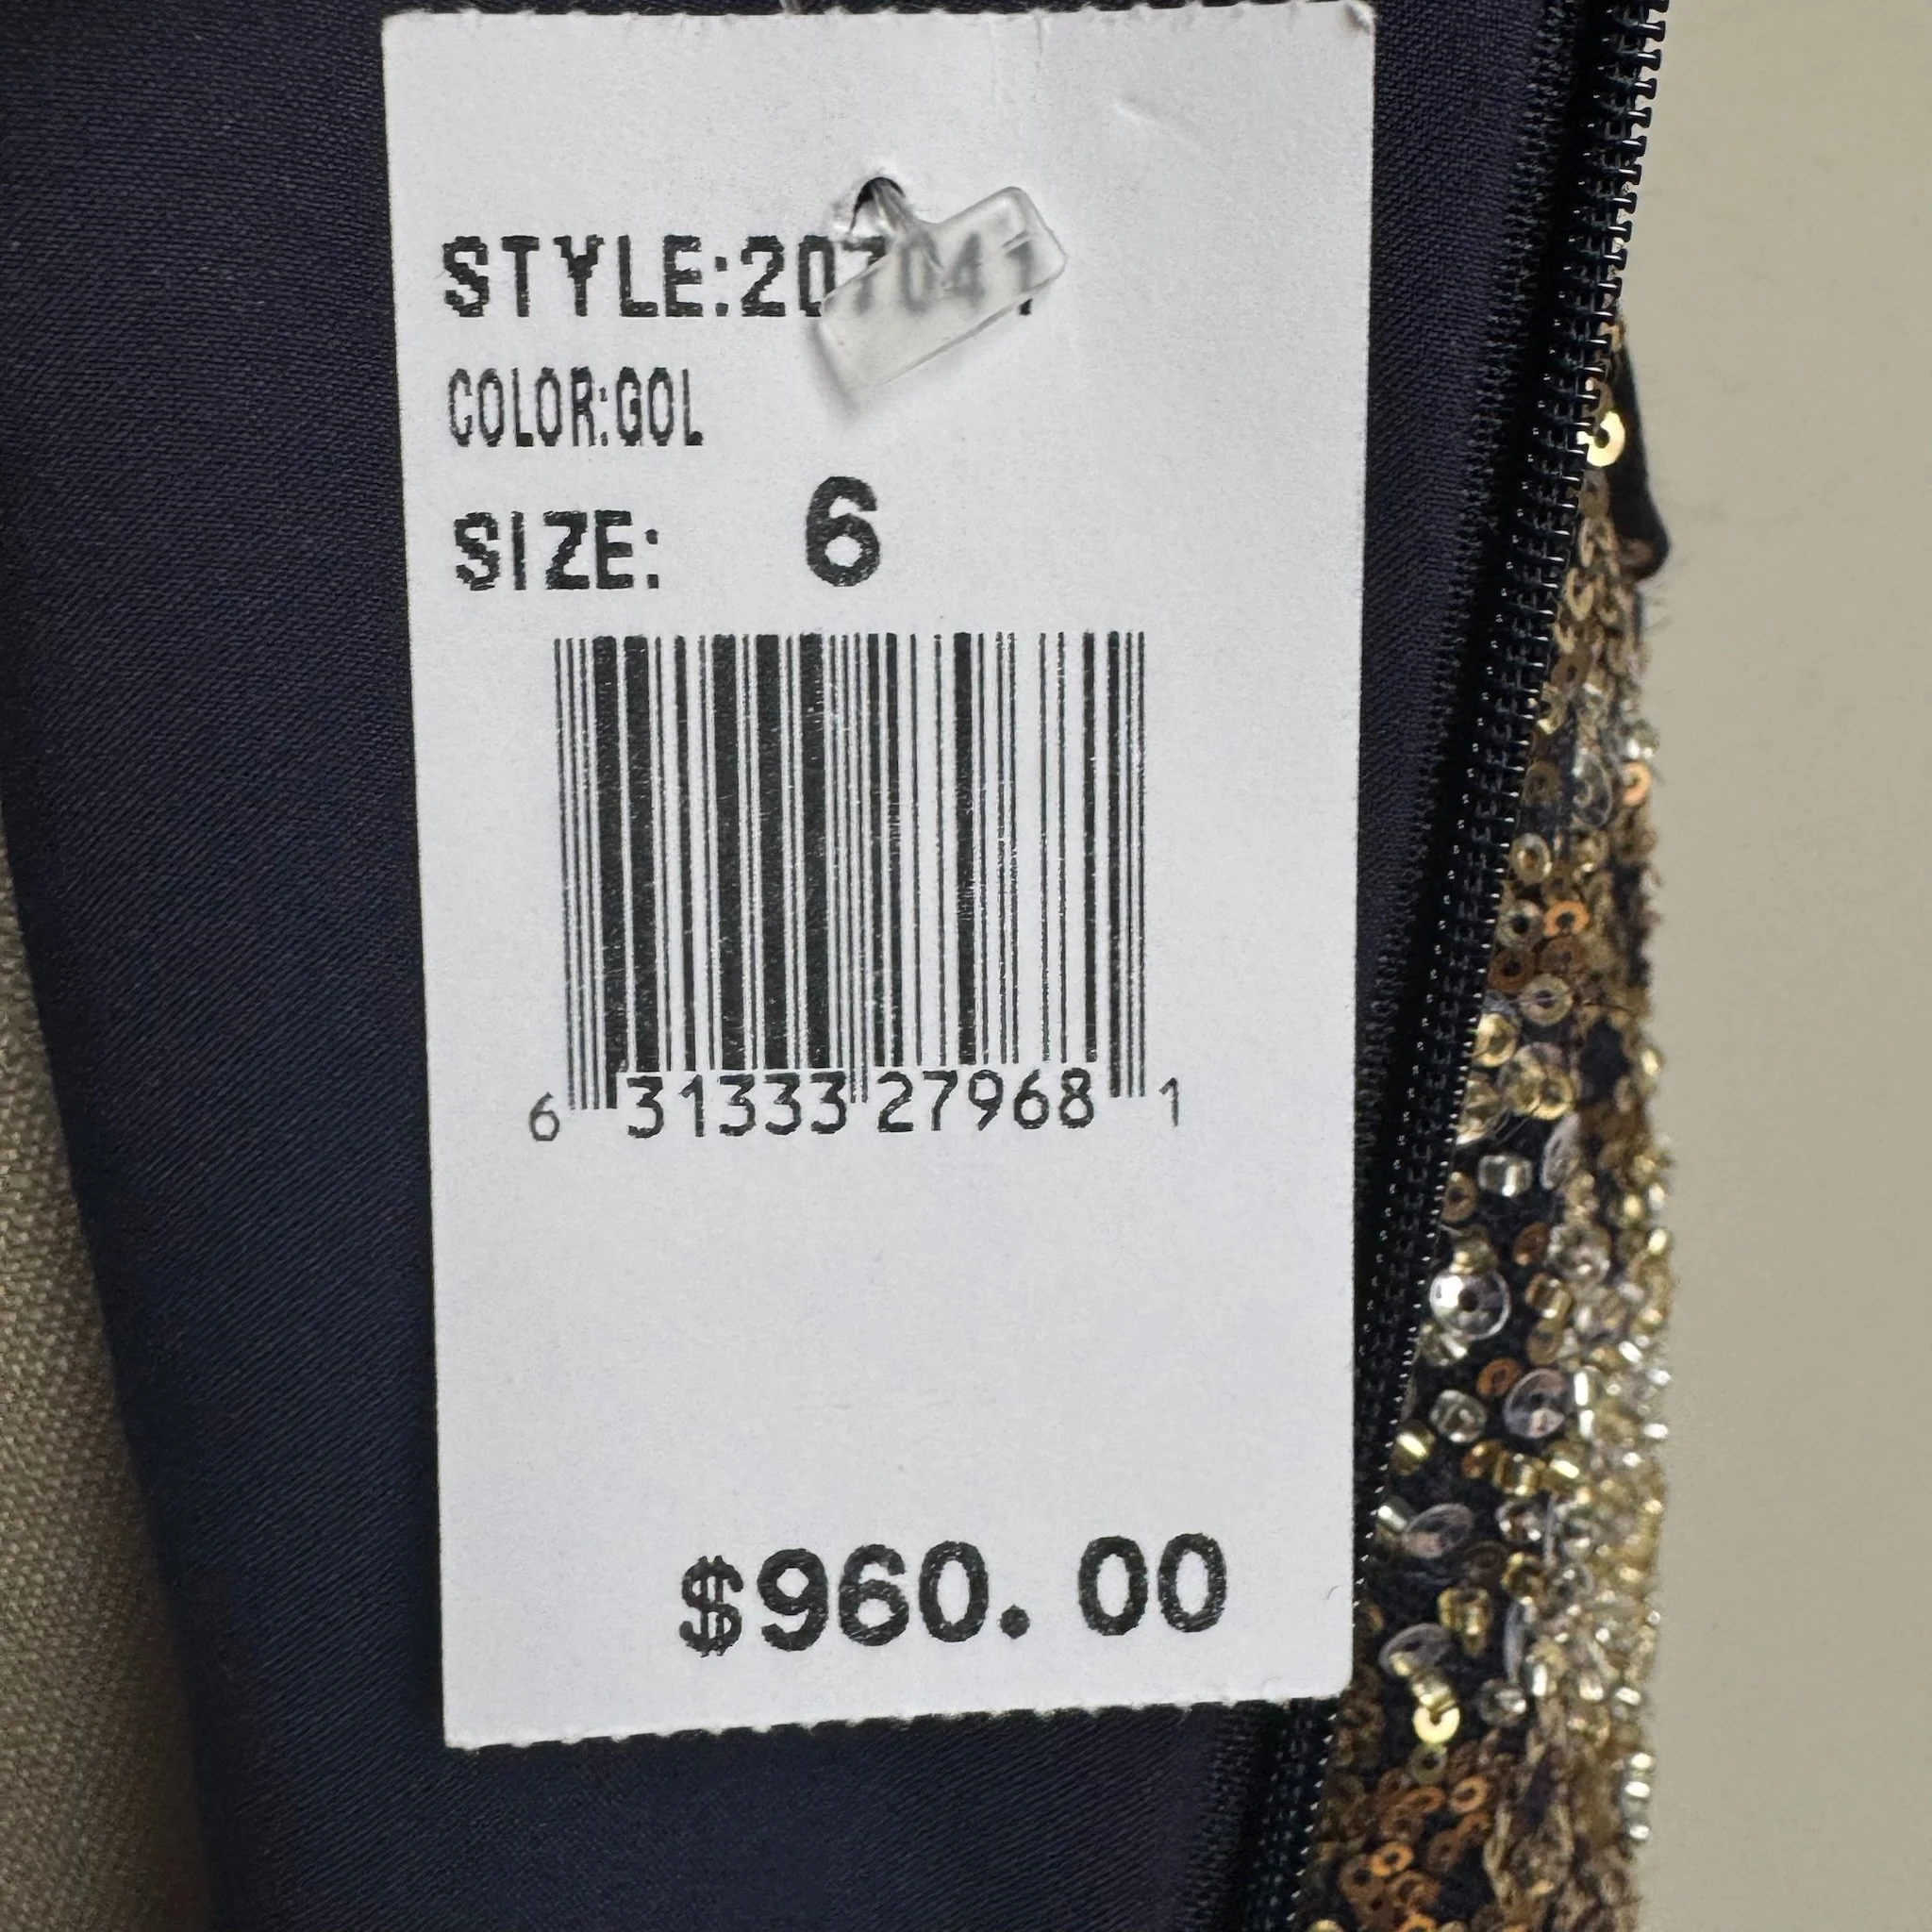 STYLE:207041
COLOR:GOL
SIZE: 6
6 31333 27968 1
$960.00